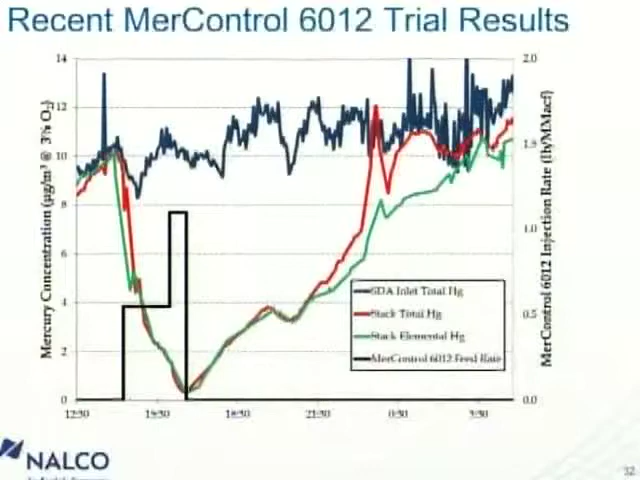 Recent MerControl 6012 Trial Results
Mercury Concentration (µg/m³ @ 3% O₂)
14
12
10
8
6
4
2
0
2.0
1.5
1.0
0.5
0.0
MerControl 6012 Injection Rate (lb/MMacf)
SDA Inlet Total Hg
Stack Total Hg
Stack Elemental Hg
MerControl 6012 Feed Rate
12:30
15:30
18:30
21:30
0:30
3:30
NALCO
32